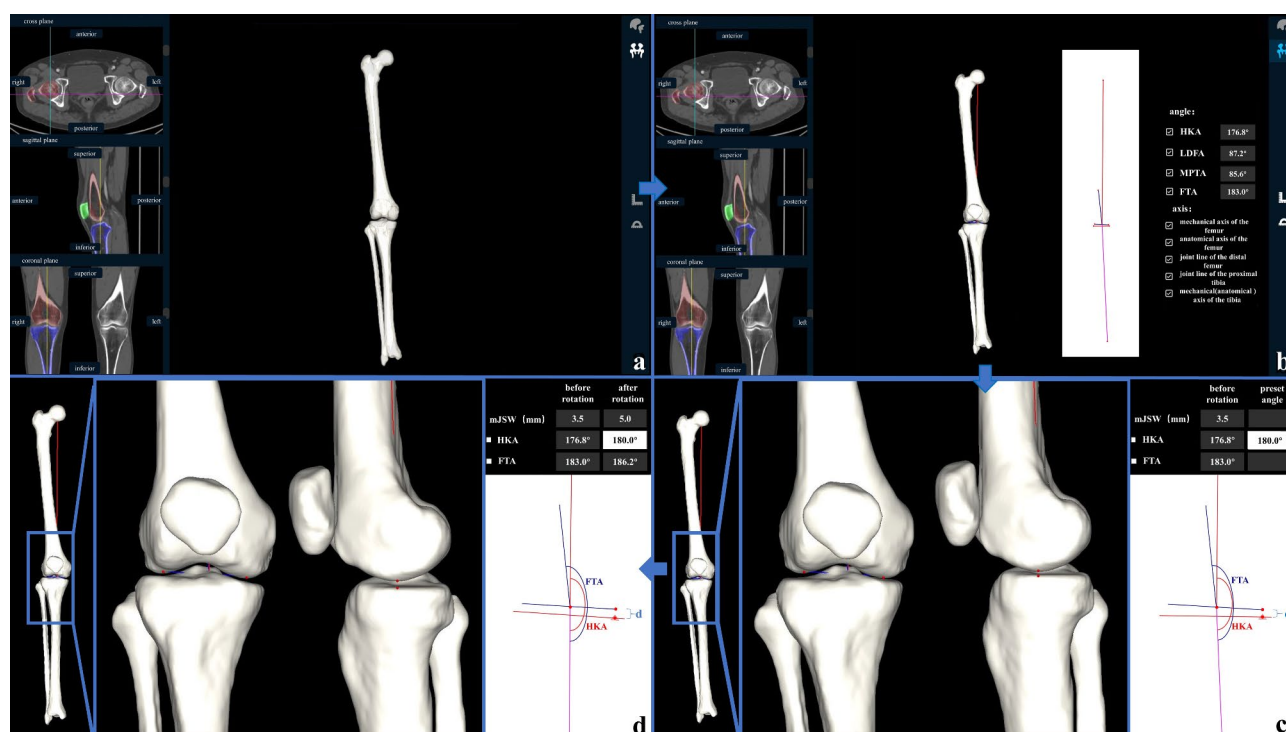 cross plane
anterior
right
left
posterior
sagittal plane
superior
anterior
posterior
inferior
coronal plane
superior
right
left
inferior
a
cross plane
anterior
right
left
posterior
sagittal plane
superior
anterior
posterior
inferior
coronal plane
superior
right
left
inferior
angle:
HKA 176.8°
LDFA 87.2°
MPTA 85.6°
FTA 183.0°
axis:
mechanical axis of the
femur
anatomical axis of the
femur
joint line of the distal
femur
joint line of the proximal
tibia
mechanical(anatomical )
axis of the tibia
b
before after
rotation rotation
mJSW (mm) 3.5 5.0
HKA 176.8° 180.0°
FTA 183.0° 186.2°
FTA
d
HKA
d
before preset
rotation angle
mJSW (mm) 3.5
HKA 176.8° 180.0°
FTA 183.0°
FTA
HKA
c